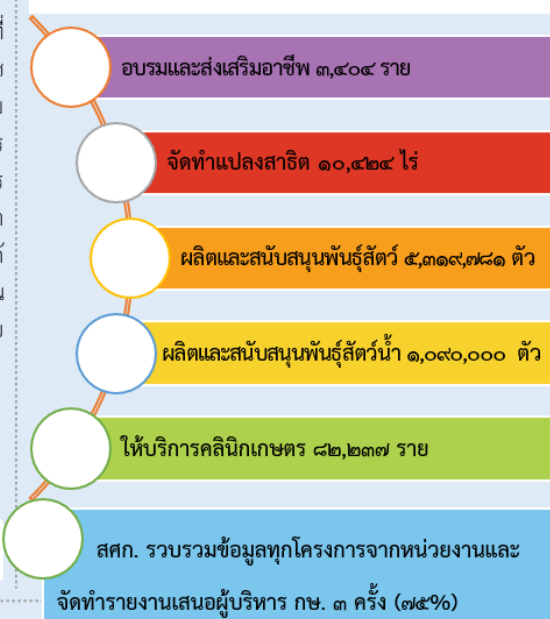 อบรมและส่งเสริมอาชีพ ๓,๔๐๔ ราย
จัดทำแปลงสาธิต ๑๐,๔๒๔ ไร่
ผลิตและสนับสนุนพันธุ์สัตว์ ๕,๓๑๙,๗๘๑ ตัว
ผลิตและสนับสนุนพันธุ์สัตว์น้ำ ๑,๐๙๐,๐๐๐ ตัว
ให้บริการคลินิกเกษตร ๘๒,๒๓๗ ราย
สศก. รวบรวมข้อมูลทุกโครงการจากหน่วยงานและ
จัดทำรายงานเสนอผู้บริหาร กษ. ๓ ครั้ง (๗๕%)